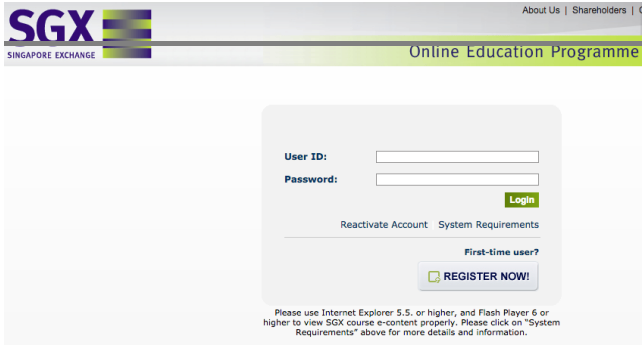 About Us | Shareholders |
SGX
SINGAPORE EXCHANGE
Online Education Programme
User ID:
Password:
Login
Reactivate Account System Requirements
First-time user?
REGISTER NOW!
Please use Internet Explorer 5.5. or higher, and Flash Player 6 or
higher to view SGX course e-content properly. Please click on "System
Requirements" above for more details and information.